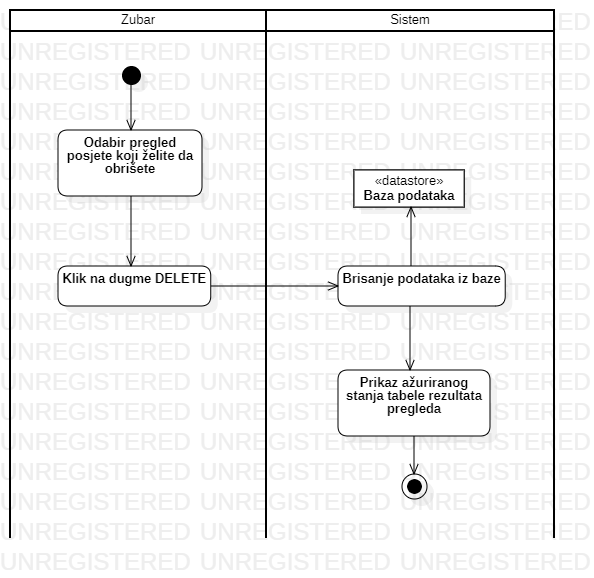 Zubar
Sistem
Odabir pregled
posjete koji želite da
obrišete
«datastore»
Baza podataka
Klik na dugme DELETE
Brisanje podataka iz baze
Prikaz ažuriranog
stanja tabele rezultata
pregleda
UNREGISTERED UNREGISTERED UNREGISTERED